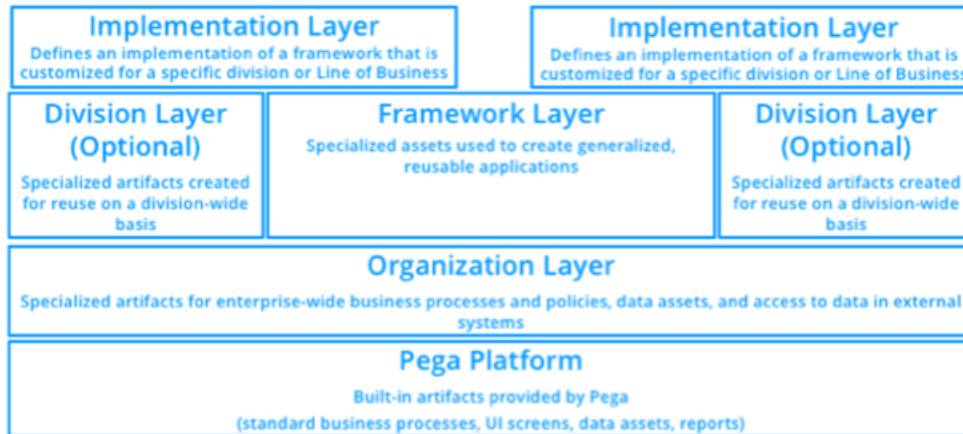 Implementation Layer
Defines an implementation of a framework that is
customized for a specific division or Line of Business
Implementation Layer
Defines an implementation of a framework that is
customized for a specific division or Line of Business
Division Layer
(Optional)
Specialized artifacts created
for reuse on a division-wide
basis
Framework Layer
Specialized assets used to create generalized,
reusable applications
Division Layer
(Optional)
Specialized artifacts created
for reuse on a division-wide
basis
Organization Layer
Specialized artifacts for enterprise-wide business processes and policies, data assets, and access to data in external
systems
Pega Platform
Built-in artifacts provided by Pega
(standard business processes, UI screens, data assets, reports)